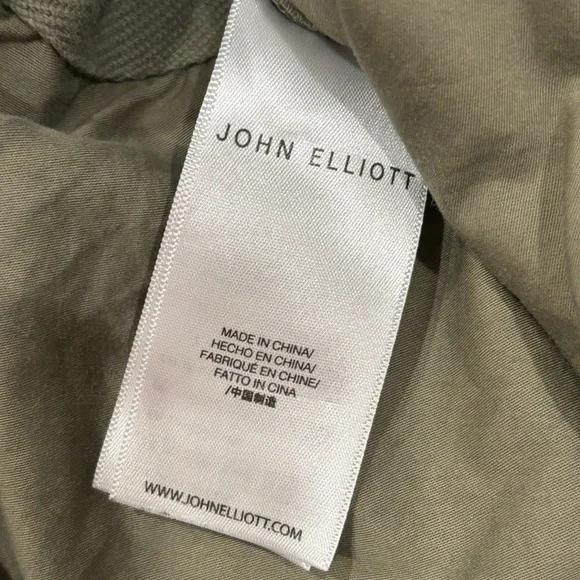 JOHN ELLIOTT
MADE IN CHINA/
HECHO EN CHINA/
FABRIQUÉ EN CHINE/
FATTO IN CINA
/中国制造
WWW.JOHNELLIOTT.COM